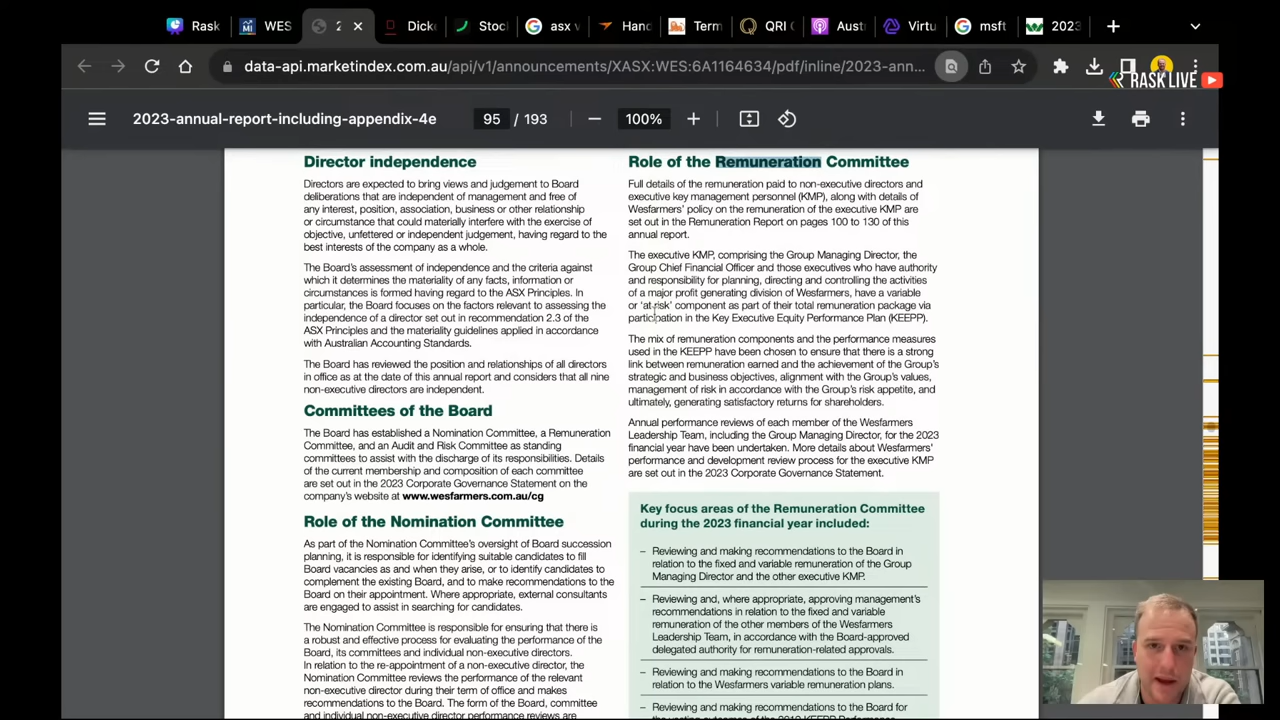 Rask
WES
2
Dick
Stoc
asx v
Hand
Term
QRI
Aust
Virtu
msft
2023
data-api.marketindex.com.au/api/v1/announcements/XASX:WES:6A1164634/pdf/inline/2023-ann...
RASK LIVE
2023-annual-report-including-appendix-4e
95 / 193
100%
Director independence
Directors are expected to bring views and judgement to Board
deliberations that are independent of management and free of
any interest, position, association, business or other relationship
or circumstance that could materially interfere with the exercise of
objective, unfettered or independent judgement, having regard to the
best interests of the company as a whole.
The Board's assessment of independence and the criteria against
which it determines the materiality of any facts, information or
circumstances is formed having regard to the ASX Principles. In
particular, the Board focuses on the factors relevant to assessing the
independence of a director set out in recommendation 2.3 of the
ASX Principles and the materiality guidelines applied in accordance
with Australian Accounting Standards.
The Board has reviewed the position and relationships of all directors
in office as at the date of this annual report and considers that all nine
non-executive directors are independent.
Committees of the Board
The Board has established a Nomination Committee, a Remuneration
Committee, and an Audit and Risk Committee as standing
committees to assist with the discharge of its responsibilities. Details
of the current membership and composition of each committee
are set out in the 2023 Corporate Governance Statement on the
company's website at www.wesfarmers.com.au/cg
Role of the Nomination Committee
As part of the Nomination Committee's oversight of Board succession
planning, it is responsible for identifying suitable candidates to fill
Board vacancies as and when they arise, or to identify candidates to
complement the existing Board, and to make recommendations to the
Board on their appointment. Where appropriate, external consultants
are engaged to assist in searching for candidates.
The Nomination Committee is responsible for ensuring that there is
a robust and effective process for evaluating the performance of the
Board, its committees and individual non-executive directors.
In relation to the re-appointment of a non-executive director, the
Nomination Committee reviews the performance of the relevant
non-executive director during their term of office and makes
recommendations to the Board. The form of the Board, committee
and individual non-executive director performance reviews are
Role of the Remuneration Committee
Full details of the remuneration paid to non-executive directors and
executive key management personnel (KMP), along with details of
Wesfarmers' policy on the remuneration of the executive KMP are
set out in the Remuneration Report on pages 100 to 130 of this
annual report.
The executive KMP, comprising the Group Managing Director, the
Group Chief Financial Officer and those executives who have authority
and responsibility for planning, directing and controlling the activities
of a major profit generating division of Wesfarmers, have a variable
or 'at risk' component as part of their total remuneration package via
participation in the Key Executive Equity Performance Plan (KEEPP).
The mix of remuneration components and the performance measures
used in the KEEPP have been chosen to ensure that there is a strong
link between remuneration earned and the achievement of the Group's
strategic and business objectives, alignment with the Group's values,
management of risk in accordance with the Group's risk appetite, and
ultimately, generating satisfactory returns for shareholders.
Annual performance reviews of each member of the Wesfarmers
Leadership Team, including the Group Managing Director, for the 2023
financial year have been undertaken. More details about Wesfarmers'
performance and development review process for the executive KMP
are set out in the 2023 Corporate Governance Statement.
Key focus areas of the Remuneration Committee
during the 2023 financial year included:
– Reviewing and making recommendations to the Board in
relation to the fixed and variable remuneration of the Group
Managing Director and the other executive KMP.
– Reviewing and, where appropriate, approving management's
recommendations in relation to the fixed and variable
remuneration of the other members of the Wesfarmers
Leadership Team, in accordance with the Board-approved
delegated authority for remuneration-related approvals.
– Reviewing and making recommendations to the Board in
relation to the Wesfarmers variable remuneration plans.
– Reviewing and making recommendations to the Board for